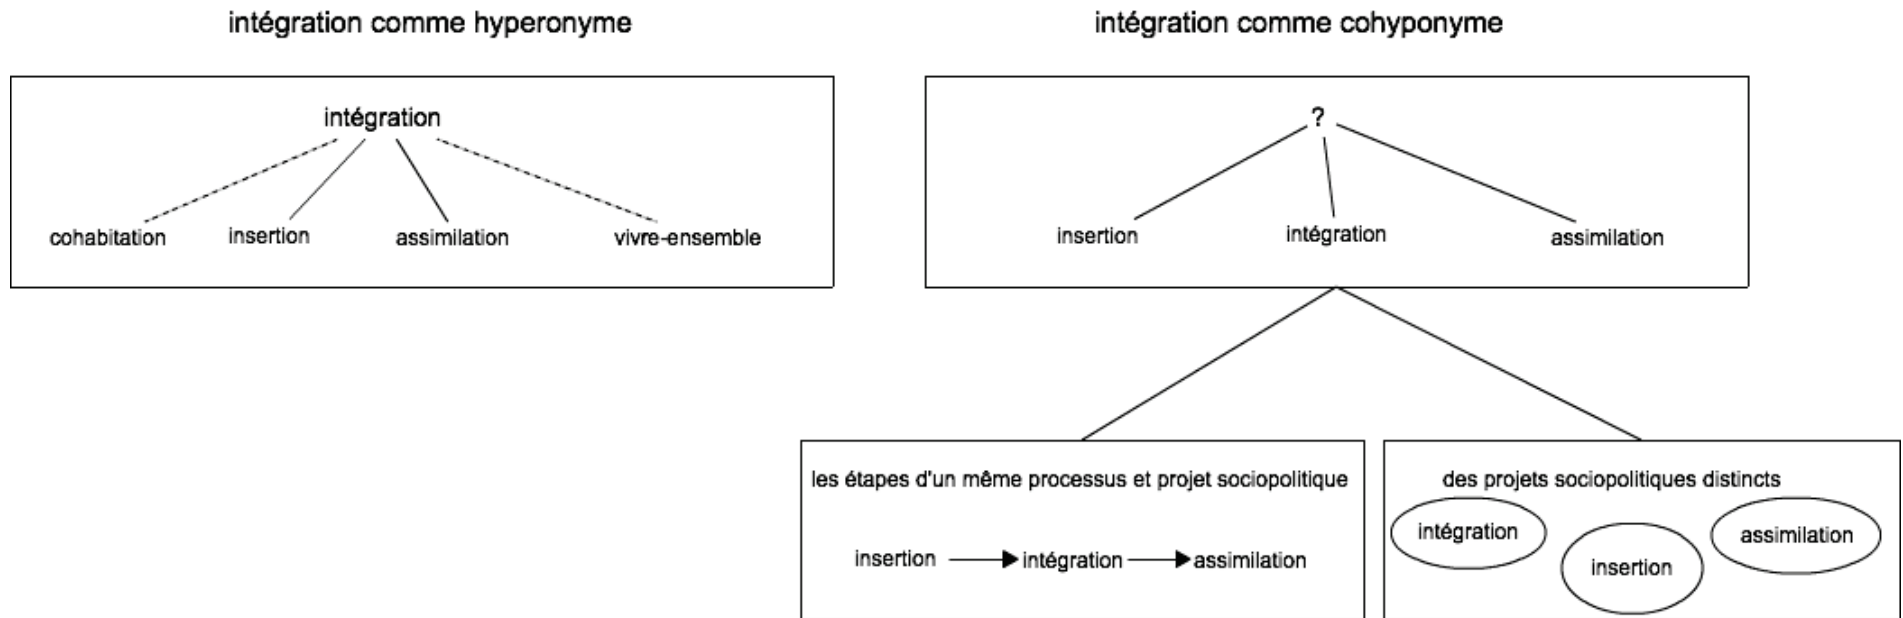 intégration comme hyperonyme
intégration
cohabitation
insertion
assimilation
vivre-ensemble
intégration comme cohyponyme
?
insertion
intégration
assimilation
les étapes d'un même processus et projet sociopolitique
insertion
intégration
assimilation
des projets sociopolitiques distincts
intégration
insertion
assimilation